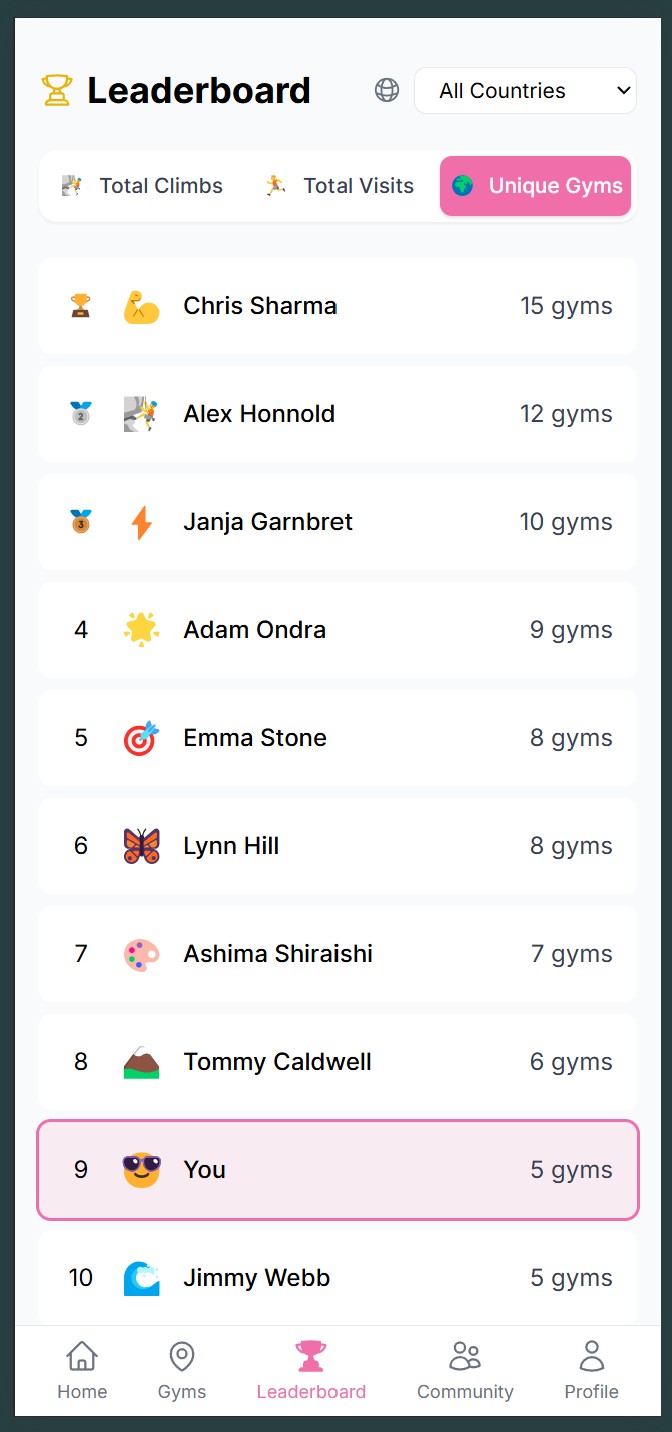 Leaderboard
All Countries
Total Climbs
Total Visits
Unique Gyms
Chris Sharma 15 gyms
2 Alex Honnold 12 gyms
3 Janja Garnbret 10 gyms
4 Adam Ondra 9 gyms
5 Emma Stone 8 gyms
6 Lynn Hill 8 gyms
7 Ashima Shiraishi 7 gyms
8 Tommy Caldwell 6 gyms
9 You 5 gyms
10 Jimmy Webb 5 gyms
Home Gyms Leaderboard Community Profile